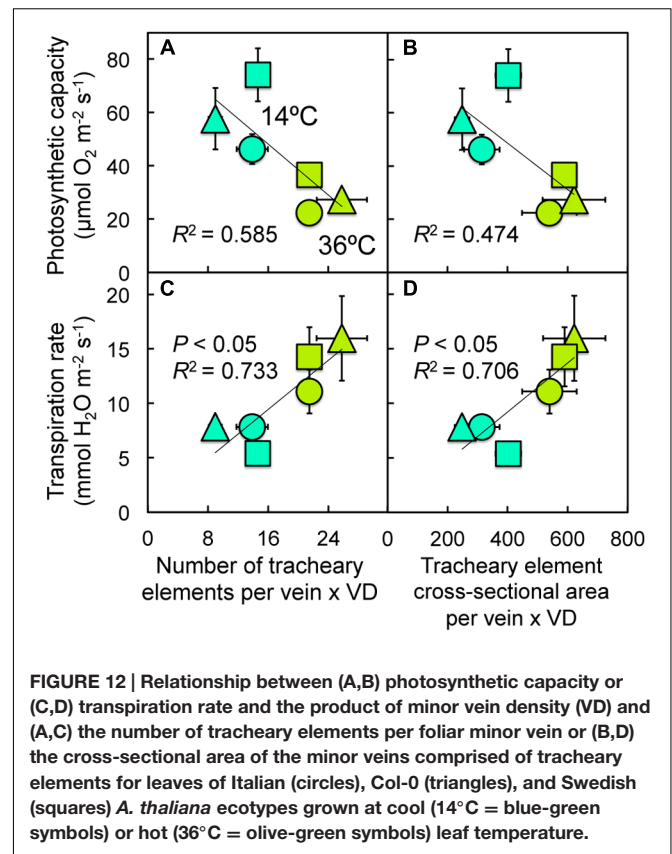 A
B
Photosynthetic capacity
(µmol O2 m-2 s-1)
80
60
40
20
0
14ºC
36ºC
R2 = 0.585
R2 = 0.474
C
D
Transpiration rate
(mmol H2O m-2 s-1)
20
15
10
5
0
P < 0.05
R2 = 0.733
P < 0.05
R2 = 0.706
0 8 16 24
0 200 400 600 800
Number of tracheary
elements per vein x VD
Tracheary element
cross-sectional area
per vein x VD
FIGURE 12 | Relationship between (A,B) photosynthetic capacity or
(C,D) transpiration rate and the product of minor vein density (VD) and
(A,C) the number of tracheary elements per foliar minor vein or (B,D)
the cross-sectional area of the minor veins comprised of tracheary
elements for leaves of Italian (circles), Col-0 (triangles), and Swedish
(squares) A. thaliana ecotypes grown at cool (14°C = blue-green
symbols) or hot (36°C = olive-green symbols) leaf temperature.